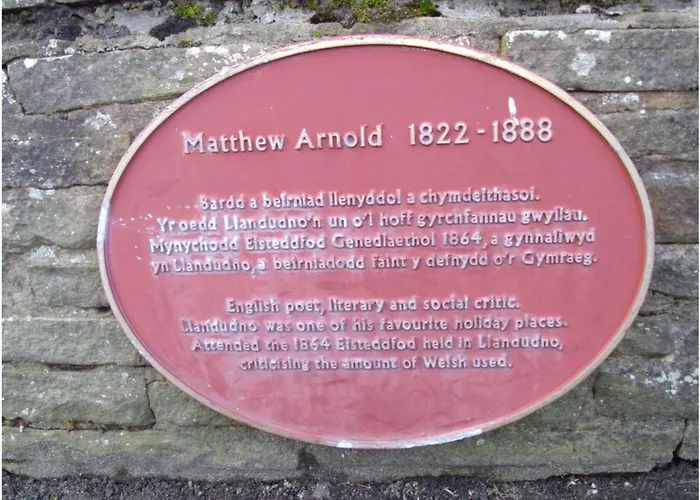 Matthew Arnold 1822 - 1888
Bardd a beirniad llenyddol a chymdeithasol.
Yr oedd Llandudno'n un o'i hoff gyrchfannau gwyliau.
Mynychodd Eisteddfod Genedlaethol 1864, a gynhaliwyd
yn Llandudno, a beirniadodd faint y defnydd o'r Gymraeg.
English poet, literary and social critic.
Llandudno was one of his favourite holiday places.
Attended the 1864 Eisteddfod held in Llandudno,
criticising the amount of Welsh used.